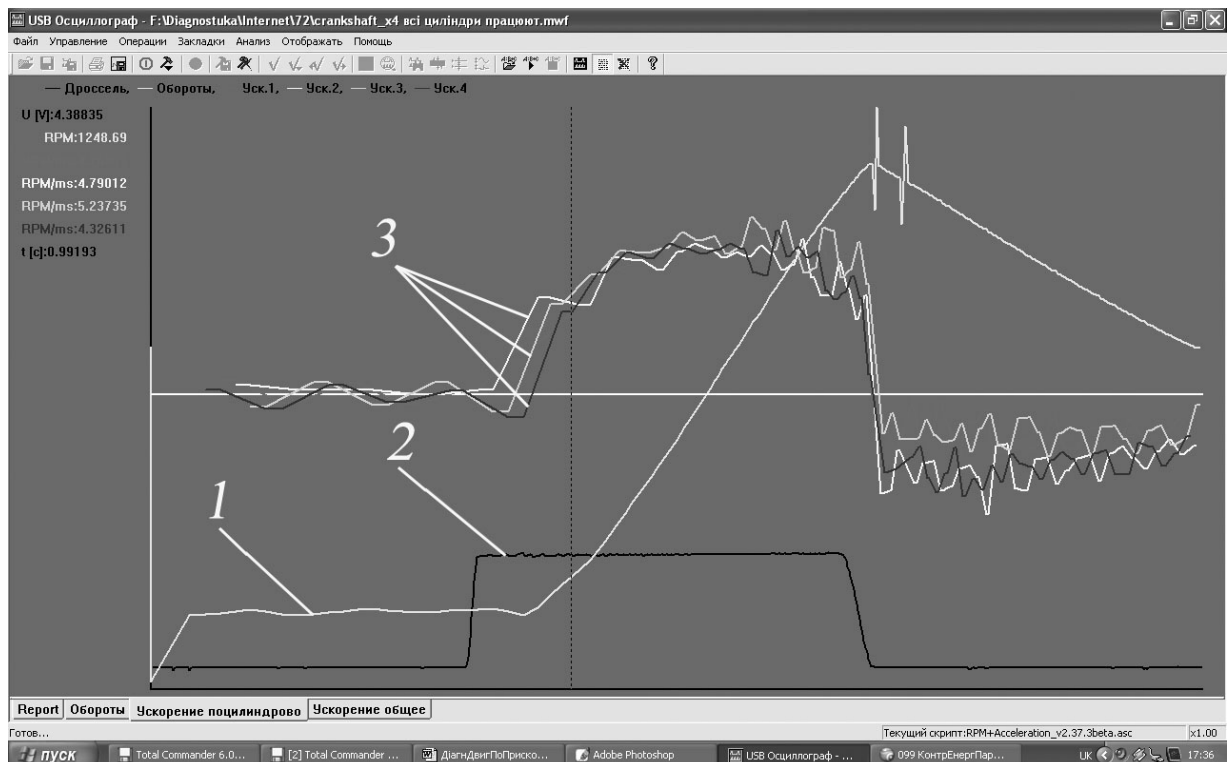 USB Осциллограф - F:\Diagnostuka\Internet\72\crankshaft_x4 всі циліндри працюют.mwf
Файл Управление Операции Закладки Анализ Отображать Помощь
— Дроссель, — Обороты, Уск.1, — Уск.2, — Уск.3, — Уск.4
U [V]:4.38835
RPM:1248.69
RPM/ms:4.79012
RPM/ms:5.23735
RPM/ms:4.32611
t [c]:0.99193
3
2
1
Report Обороты Ускорение поцилиндрово Ускорение общее
Готов... Текущий скрипт:RPM+Acceleration_v2.37.3beta.asc x1.00
пуск Total Commander 6.0... [2] Total Commander ... ДіагнДвигПоПриско... Adobe Photoshop USB Осциллограф - ... 099 КонтрЕнергПар... UK 17:36